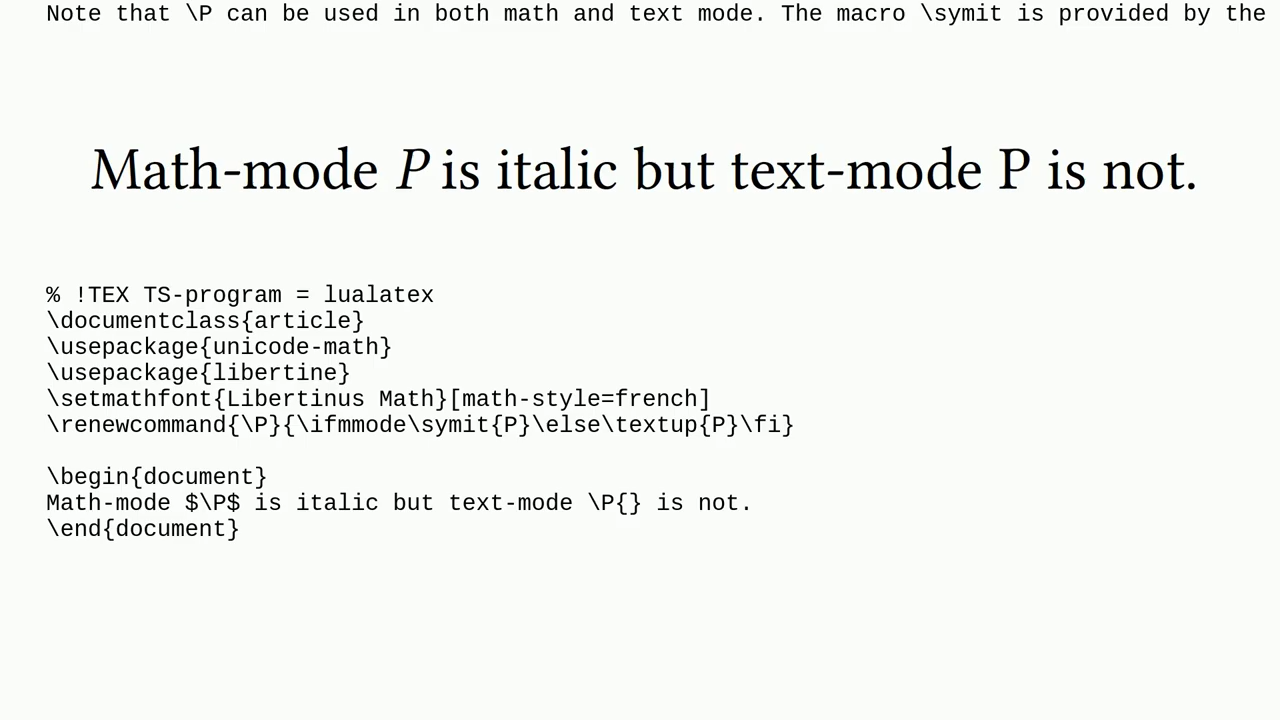 Note that \P can be used in both math and text mode. The macro \symit is provided by the
Math-mode P is italic but text-mode P is not.
% !TEX TS-program = lualatex
\documentclass{article}
\usepackage{unicode-math}
\usepackage{libertine}
\setmathfont{Libertinus Math}[math-style=french]
\renewcommand{\P}{\ifmmode\symit{P}\else\textup{P}\fi}
\begin{document}
Math-mode $\P$ is italic but text-mode \P{} is not.
\end{document}